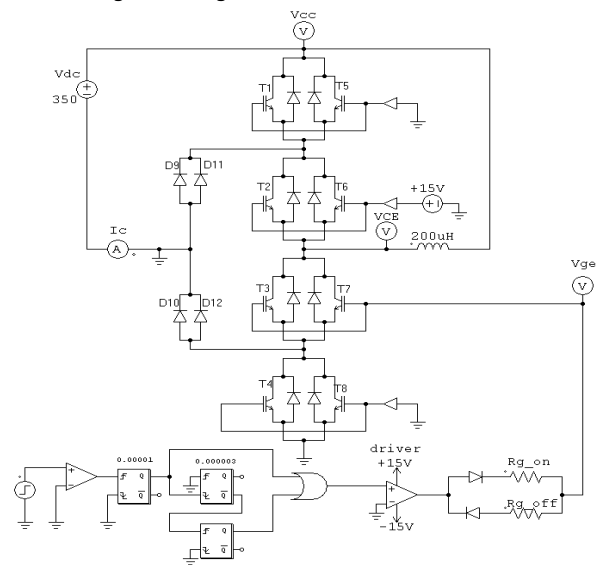 Vcc
V
Vdc
350
T1
T5
D9
D11
T2
T6
+15V
VCE
V
200uH
Ic
A
Vge
V
D10
D12
T3
T7
T4
T8
0.00001
0.000003
Q
Q
Q
Q
Q
Q
driver
+15V
-15V
Rg_on
Rg_off